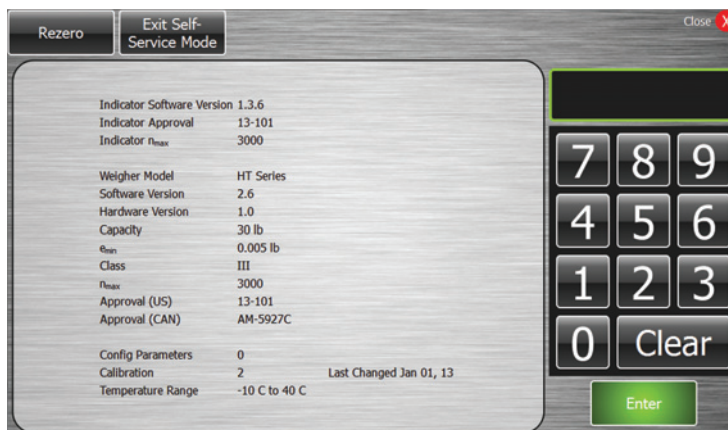 Rezero
Exit Self-
Service Mode
Close X
Indicator Software Version 1.3.6
Indicator Approval 13-101
Indicator nmax 3000
Weigher Model HT Series
Software Version 2.6
Hardware Version 1.0
Capacity 30 lb
emin 0.005 lb
Class III
nmax 3000
Approval (US) 13-101
Approval (CAN) AM-5927C
Config Parameters 0
Calibration 2 Last Changed Jan 01, 13
Temperature Range -10 C to 40 C
7 8 9
4 5 6
1 2 3
0 Clear
Enter